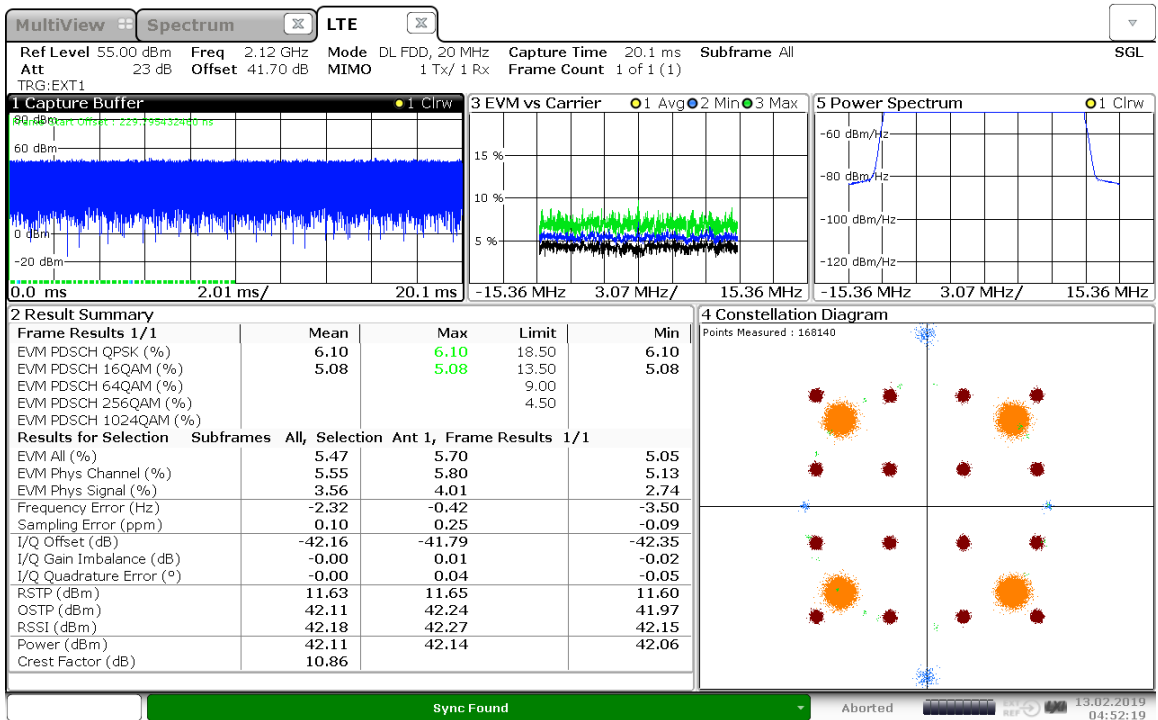 MultiView Spectrum LTE
Ref Level 55.00 dBm Freq 2.12 GHz Mode DL FDD, 20 MHz Capture Time 20.1 ms Subframe All SGL
Att 23 dB Offset 41.70 dB MIMO 1 Tx/ 1 Rx Frame Count 1 of 1 (1)
TRG:EXT1
1 Capture Buffer 1 Clrw
80 dBm
60 dBm
0 dBm
-20 dBm
0.0 ms 2.01 ms/ 20.1 ms
3 EVM vs Carrier 1 Avg 2 Min 3 Max
15 %
10 %
5 %
-15.36 MHz 3.07 MHz/ 15.36 MHz
5 Power Spectrum 1 Clrw
-60 dBm/Hz
-80 dBm/Hz
-100 dBm/Hz
-120 dBm/Hz
-15.36 MHz 3.07 MHz/ 15.36 MHz
2 Result Summary
Frame Results 1/1 Mean Max Limit Min
EVM PDSCH QPSK (%) 6.10 6.10 18.50 6.10
EVM PDSCH 16QAM (%) 5.08 5.08 13.50 5.08
EVM PDSCH 64QAM (%) 9.00
EVM PDSCH 256QAM (%) 4.50
EVM PDSCH 1024QAM (%)
Results for Selection Subframes All, Selection Ant 1, Frame Results 1/1
EVM All (%) 5.47 5.70 5.05
EVM Phys Channel (%) 5.55 5.80 5.13
EVM Phys Signal (%) 3.56 4.01 2.74
Frequency Error (Hz) -2.32 -0.42 -3.50
Sampling Error (ppm) 0.10 0.25 -0.09
I/Q Offset (dB) -42.16 -41.79 -42.35
I/Q Gain Imbalance (dB) -0.00 0.01 -0.02
I/Q Quadrature Error (°) -0.00 0.04 -0.05
RSTP (dBm) 11.63 11.65 11.60
OSTP (dBm) 42.11 42.24 41.97
RSSI (dBm) 42.18 42.27 42.15
Power (dBm) 42.11 42.14 42.06
Crest Factor (dB) 10.86
4 Constellation Diagram
Points Measured : 168140
Sync Found Aborted EXT REF 13.02.2019
04:52:19